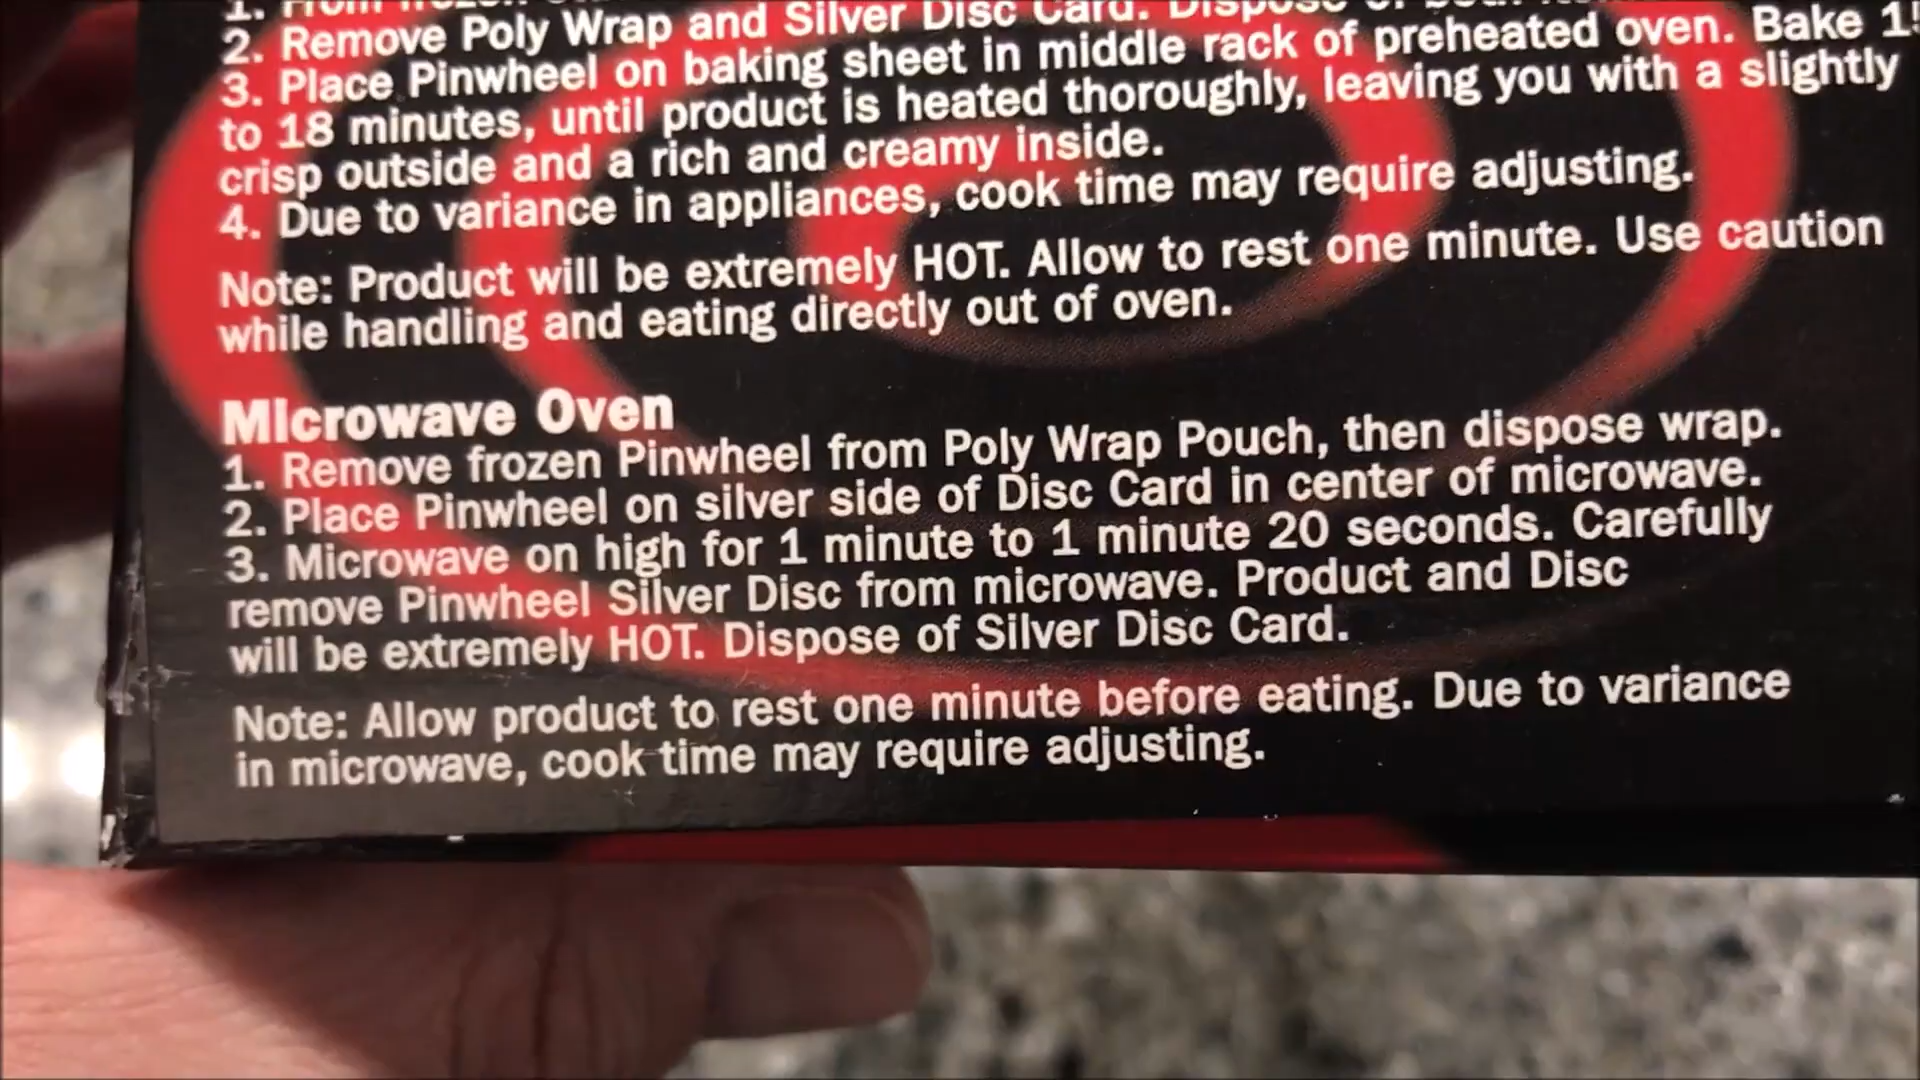 1. From frozen
2. Remove Poly Wrap and Silver Disc Card. Dispose of both
3. Place Pinwheel on baking sheet in middle rack of preheated oven. Bake 15
to 18 minutes, until product is heated thoroughly, leaving you with a slightly
crisp outside and a rich and creamy inside.
4. Due to variance in appliances, cook time may require adjusting.
Note: Product will be extremely HOT. Allow to rest one minute. Use caution
while handling and eating directly out of oven.
Microwave Oven
1. Remove frozen Pinwheel from Poly Wrap Pouch, then dispose wrap.
2. Place Pinwheel on silver side of Disc Card in center of microwave.
3. Microwave on high for 1 minute to 1 minute 20 seconds. Carefully
remove Pinwheel Silver Disc from microwave. Product and Disc
will be extremely HOT. Dispose of Silver Disc Card.
Note: Allow product to rest one minute before eating. Due to variance
in microwave, cook time may require adjusting.